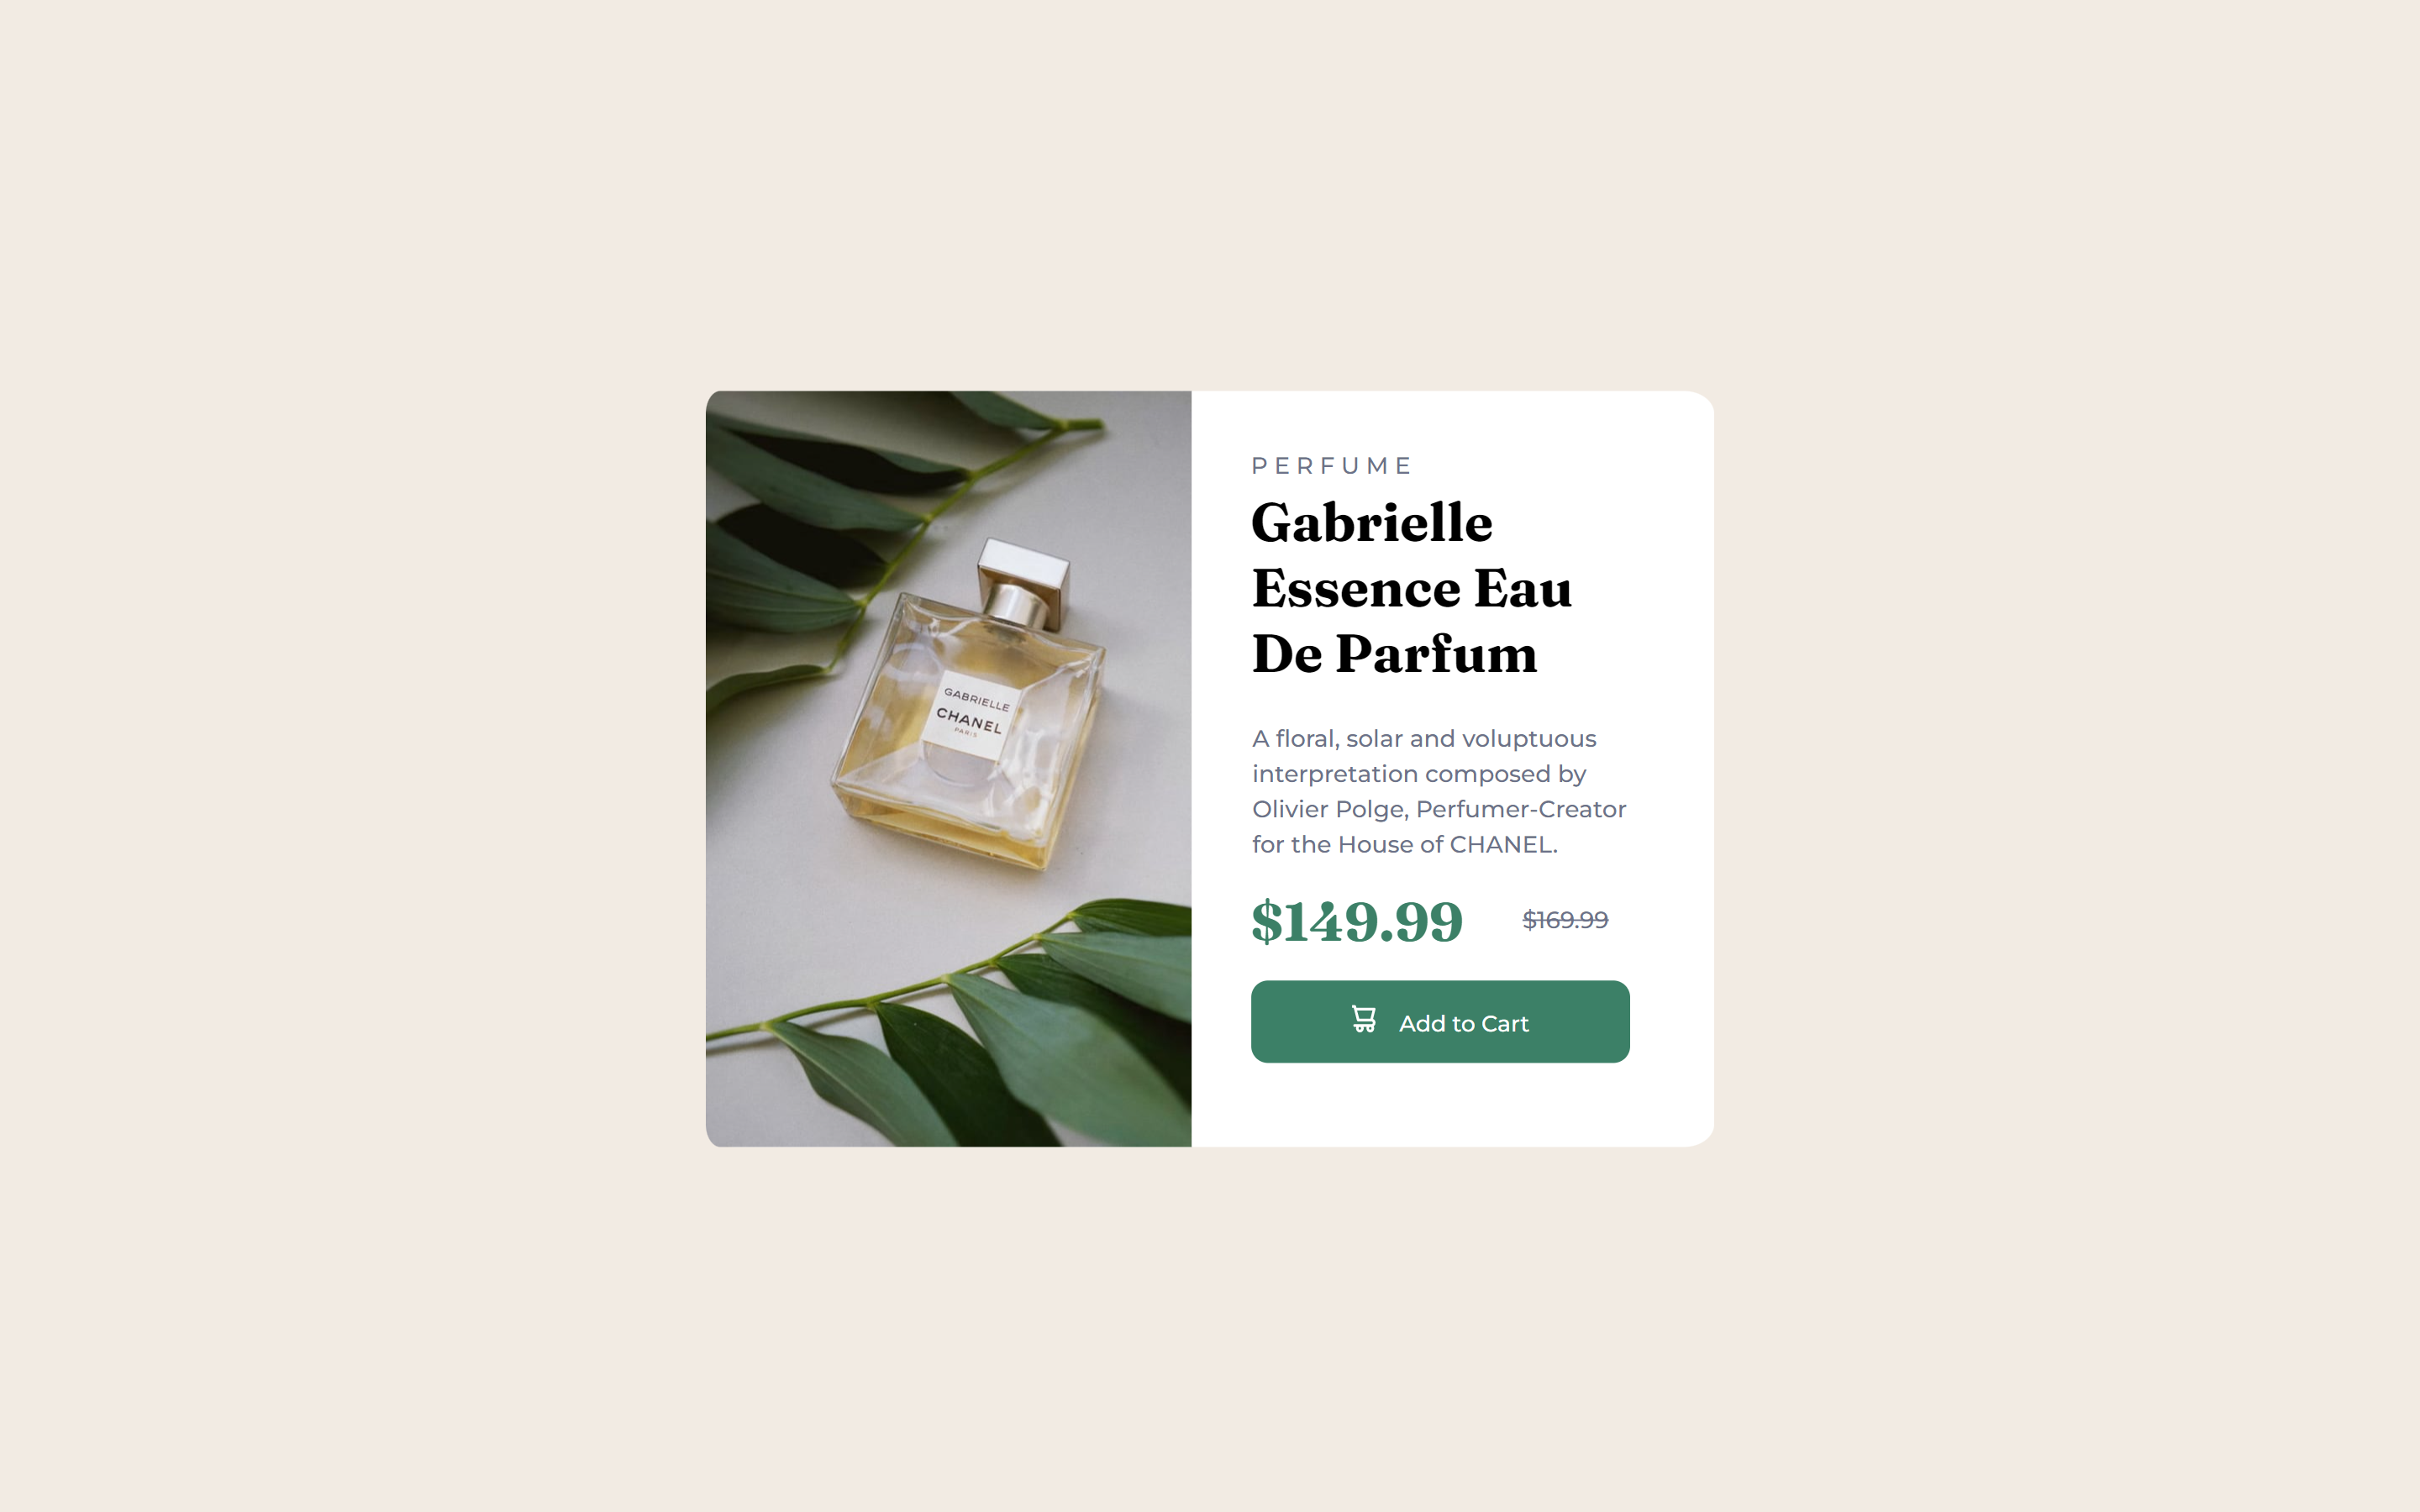 GABRIELLE
CHANEL
PARIS
PERFUME
Gabrielle
Essence Eau
De Parfum
A floral, solar and voluptuous
interpretation composed by
Olivier Polge, Perfumer-Creator
for the House of CHANEL.
$149.99 $169.99
Add to Cart